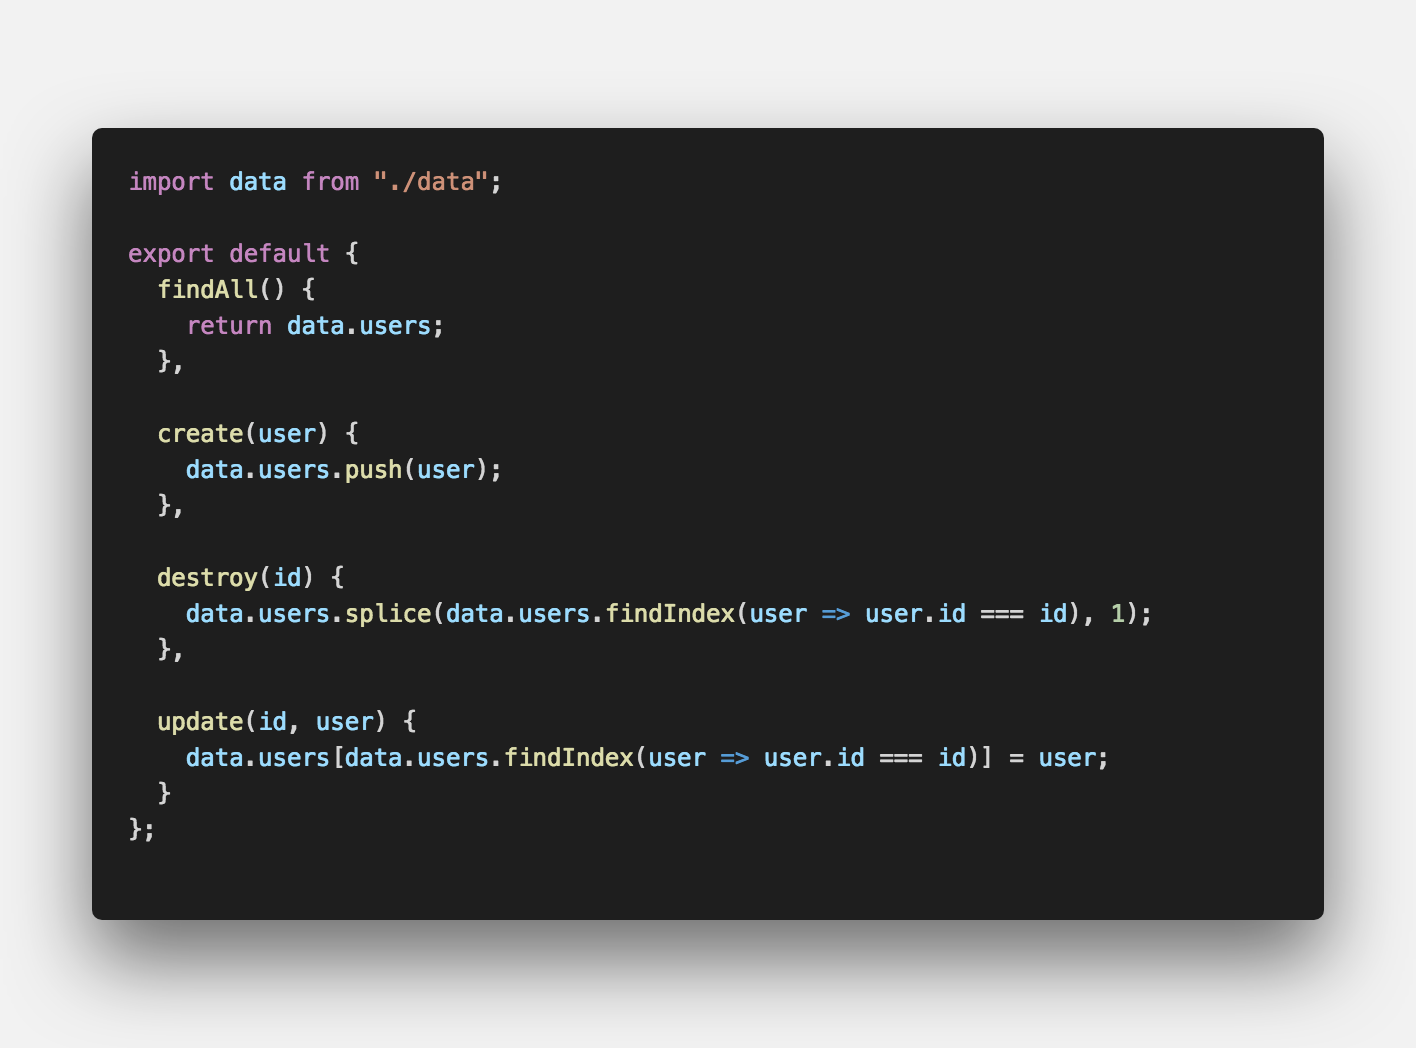 import data from "./data";

export default {
  findAll() {
    return data.users;
  },

  create(user) {
    data.users.push(user);
  },

  destroy(id) {
    data.users.splice(data.users.findIndex(user => user.id === id), 1);
  },

  update(id, user) {
    data.users[data.users.findIndex(user => user.id === id)] = user;
  }
};